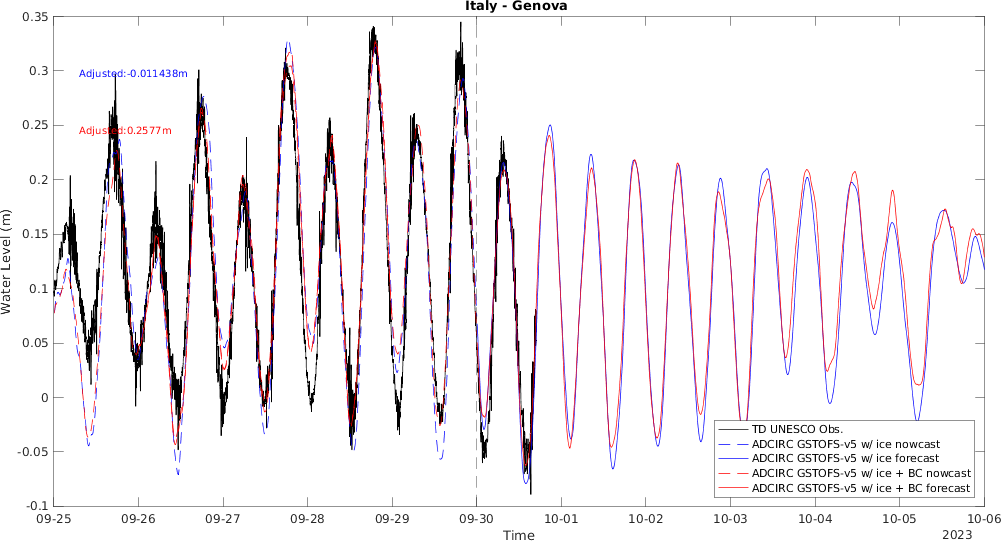 Italy - Genova
0.35
0.3
0.25
0.2
0.15
0.1
0.05
0
-0.05
-0.1
Water Level (m)
Adjusted:-0.011438m
Adjusted:0.2577m
TD UNESCO Obs.
ADCIRC GSTOFS-v5 w/ ice nowcast
ADCIRC GSTOFS-v5 w/ ice forecast
ADCIRC GSTOFS-v5 w/ ice + BC nowcast
ADCIRC GSTOFS-v5 w/ ice + BC forecast
09-25 09-26 09-27 09-28 09-29 09-30 10-01 10-02 10-03 10-04 10-05 10-06
Time
2023